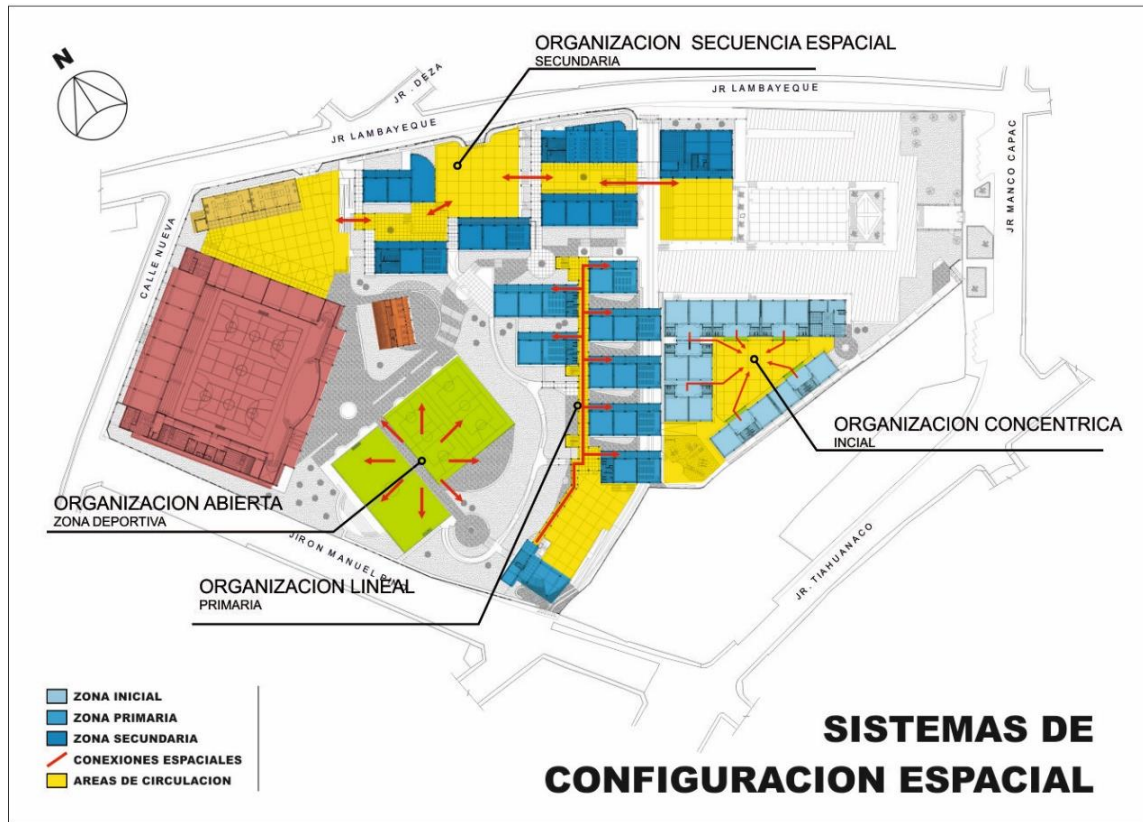 N
ORGANIZACION SECUENCIA ESPACIAL
SECUNDARIA
JR . DEZA
JR LAMBAYEQUE
JR LAMBAYEQUE
JR MANCO CAPAC
CALLE NUEVA
ORGANIZACION CONCENTRICA
INCIAL
ORGANIZACION ABIERTA
ZONA DEPORTIVA
JIRON MANUEL
ORGANIZACION LINEAL
PRIMARIA
JR. TIAHUANACO
ZONA INICIAL
ZONA PRIMARIA
ZONA SECUNDARIA
CONEXIONES ESPACIALES
AREAS DE CIRCULACION
SISTEMAS DE
CONFIGURACION ESPACIAL